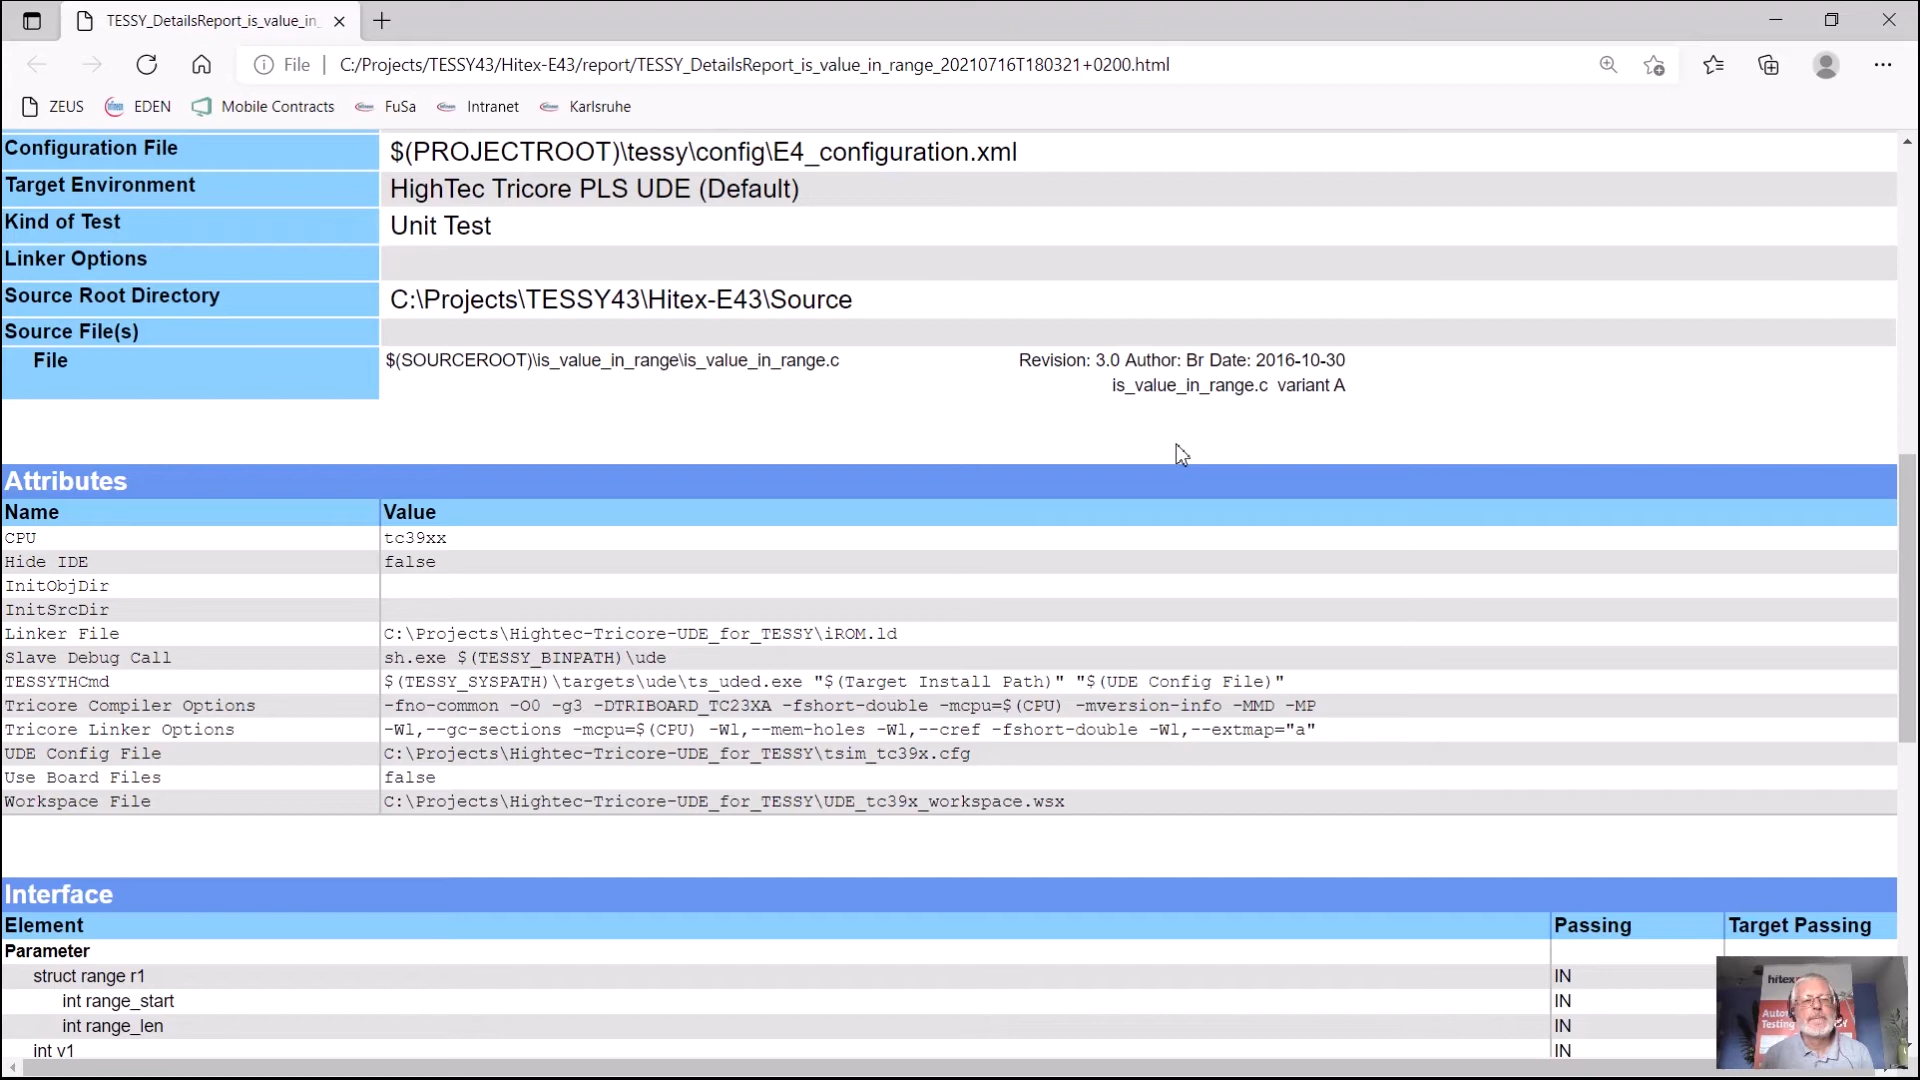 TESSY_DetailsReport_is_value_in_
File
C:/Projects/TESSY43/Hitex-E43/report/TESSY_DetailsReport_is_value_in_range_20210716T180321+0200.html
ZEUS EDEN Mobile Contracts FuSa Intranet Karlsruhe
Configuration File $(PROJECTROOT)\tessy\config\E4_configuration.xml
Target Environment HighTec Tricore PLS UDE (Default)
Kind of Test Unit Test
Linker Options
Source Root Directory C:\Projects\TESSY43\Hitex-E43\Source
Source File(s)
File $(SOURCEROOT)\is_value_in_range\is_value_in_range.c Revision: 3.0 Author: Br Date: 2016-10-30
is_value_in_range.c variant A
Attributes
Name Value
CPU tc39xx
Hide IDE false
InitObjDir
InitSrcDir
Linker File C:\Projects\Hightec-Tricore-UDE_for_TESSY\iROM.ld
Slave Debug Call sh.exe $(TESSY_BINPATH)\ude
TESSYTHCmd $(TESSY_SYSPATH)\targets\ude\ts_uded.exe "$(Target Install Path)" "$(UDE Config File)"
Tricore Compiler Options -fno-common -O0 -g3 -DTRIBOARD_TC23XA -fshort-double -mcpu=$(CPU) -mversion-info -MMD -MP
Tricore Linker Options -Wl,--gc-sections -mcpu=$(CPU) -Wl,--mem-holes -Wl,--cref -fshort-double -Wl,--extmap="a"
UDE Config File C:\Projects\Hightec-Tricore-UDE_for_TESSY\tsim_tc39x.cfg
Use Board Files false
Workspace File C:\Projects\Hightec-Tricore-UDE_for_TESSY\UDE_tc39x_workspace.wsx
Interface
Element Passing Target Passing
Parameter
struct range r1 IN
int range_start IN
int range_len IN
int v1 IN
hitex
Testing